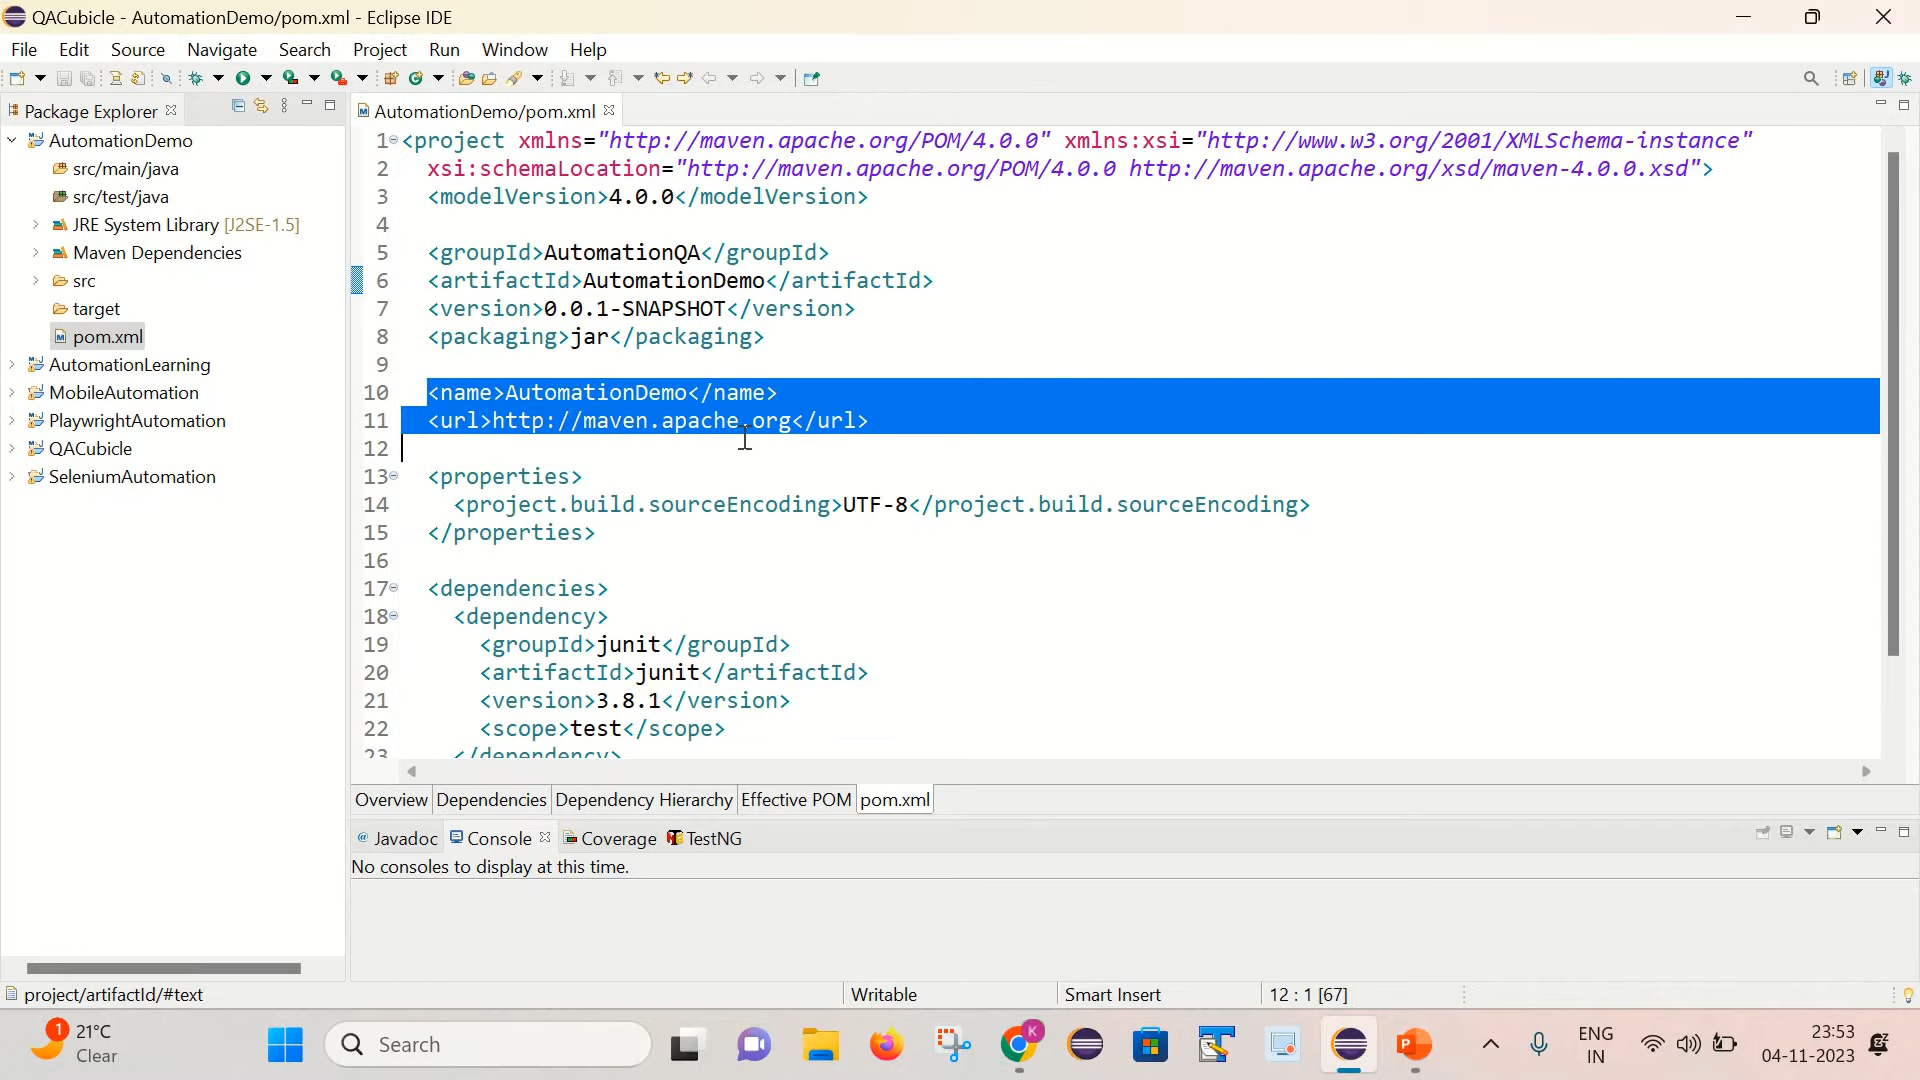 QACubicle - AutomationDemo/pom.xml - Eclipse IDE
File Edit Source Navigate Search Project Run Window Help
Package Explorer
AutomationDemo
src/main/java
src/test/java
JRE System Library [J2SE-1.5]
Maven Dependencies
src
target
pom.xml
AutomationLearning
MobileAutomation
PlaywrightAutomation
QACubicle
SeleniumAutomation
AutomationDemo/pom.xml
1 <project xmlns="http://maven.apache.org/POM/4.0.0" xmlns:xsi="http://www.w3.org/2001/XMLSchema-instance"
2 xsi:schemaLocation="http://maven.apache.org/POM/4.0.0 http://maven.apache.org/xsd/maven-4.0.0.xsd">
3 <modelVersion>4.0.0</modelVersion>
4
5 <groupId>AutomationQA</groupId>
6 <artifactId>AutomationDemo</artifactId>
7 <version>0.0.1-SNAPSHOT</version>
8 <packaging>jar</packaging>
9
10 <name>AutomationDemo</name>
11 <url>http://maven.apache.org</url>
12
13 <properties>
14 <project.build.sourceEncoding>UTF-8</project.build.sourceEncoding>
15 </properties>
16
17 <dependencies>
18 <dependency>
19 <groupId>junit</groupId>
20 <artifactId>junit</artifactId>
21 <version>3.8.1</version>
22 <scope>test</scope>
23 </dependency>
Overview Dependencies Dependency Hierarchy Effective POM pom.xml
@ Javadoc Console Coverage TestNG
No consoles to display at this time.
project/artifactId/#text Writable Smart Insert 12 : 1 [67]
1 21°C
Clear
Search
K
P
ENG
IN
23:53
04-11-2023